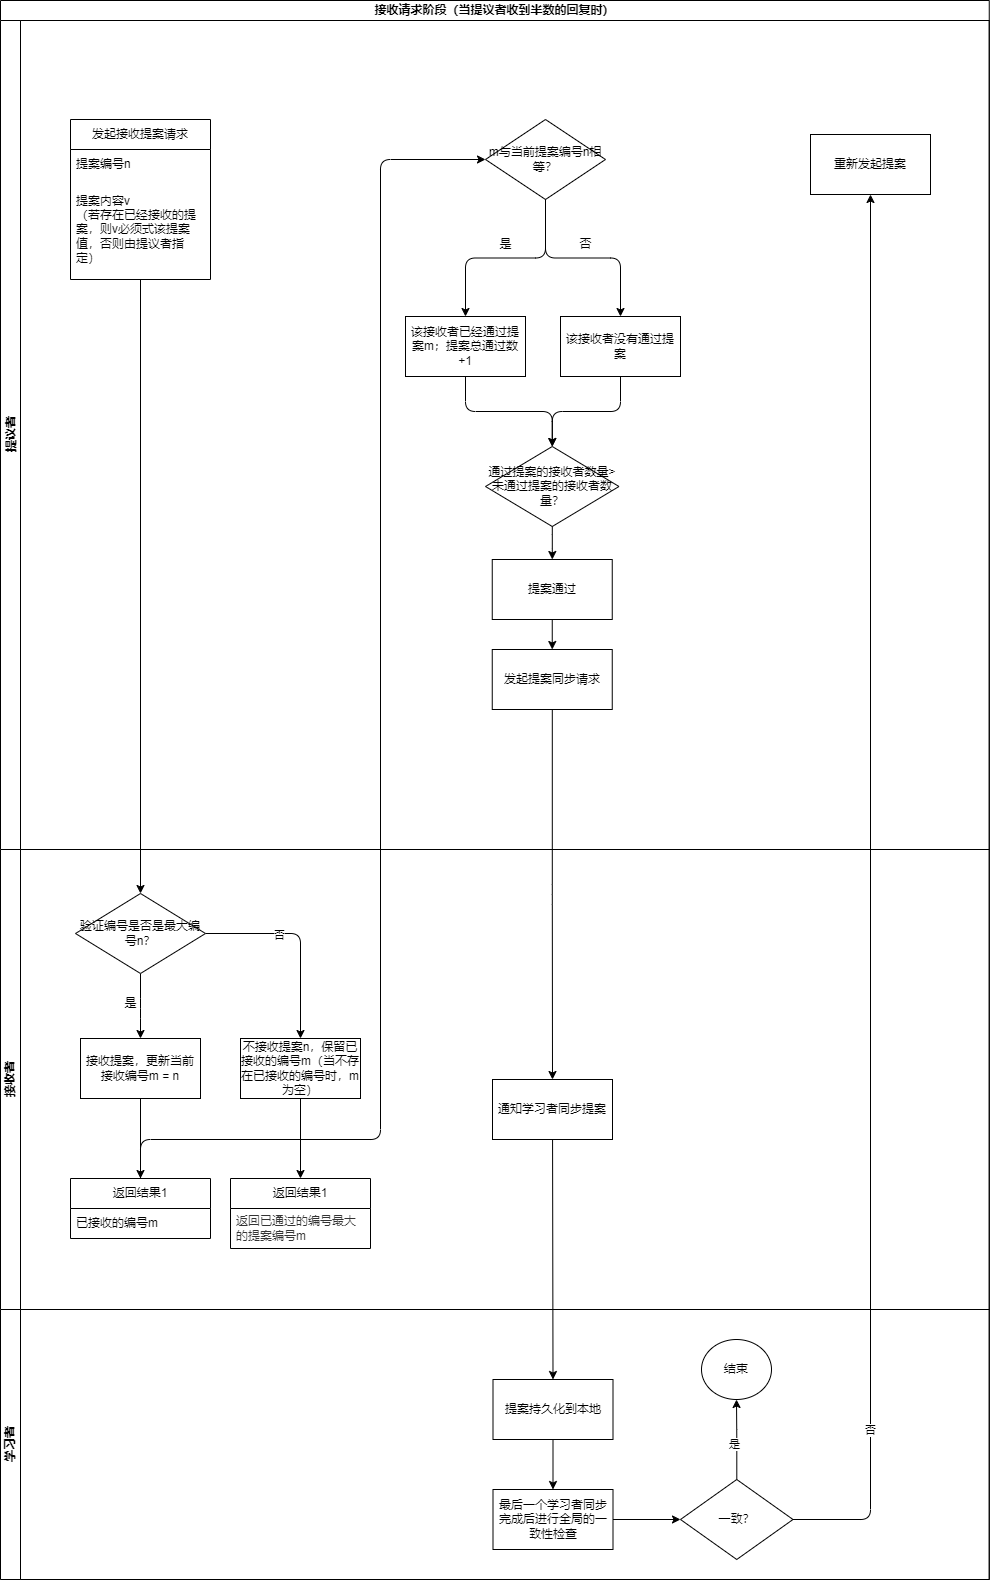 接收请求阶段（当提议者收到半数的回复时）
提议者
发起接收提案请求
提案编号n
提案内容v
（若存在已经接收的提
案，则v必须式该提案
值，否则由提议者指
定）
m与当前提案编号n相
等？
重新发起提案
是
否
该接收者已经通过提
案m；提案总通过数
+1
该接收者没有通过提
案
通过提案的接收者数量>
未通过提案的接收者数
量？
提案通过
发起提案同步请求
接收者
验证编号是否是最大编
号n？
否
是
接收提案，更新当前
接收编号m = n
不接收提案n，保留已
接收的编号m（当不存
在已接收的编号时，m
为空）
通知学习者同步提案
返回结果1
已接收的编号m
返回结果1
返回已通过的编号最大
的提案编号m
学习者
结束
提案持久化到本地
是
否
最后一个学习者同步
完成后进行全局的一
致性检查
一致？